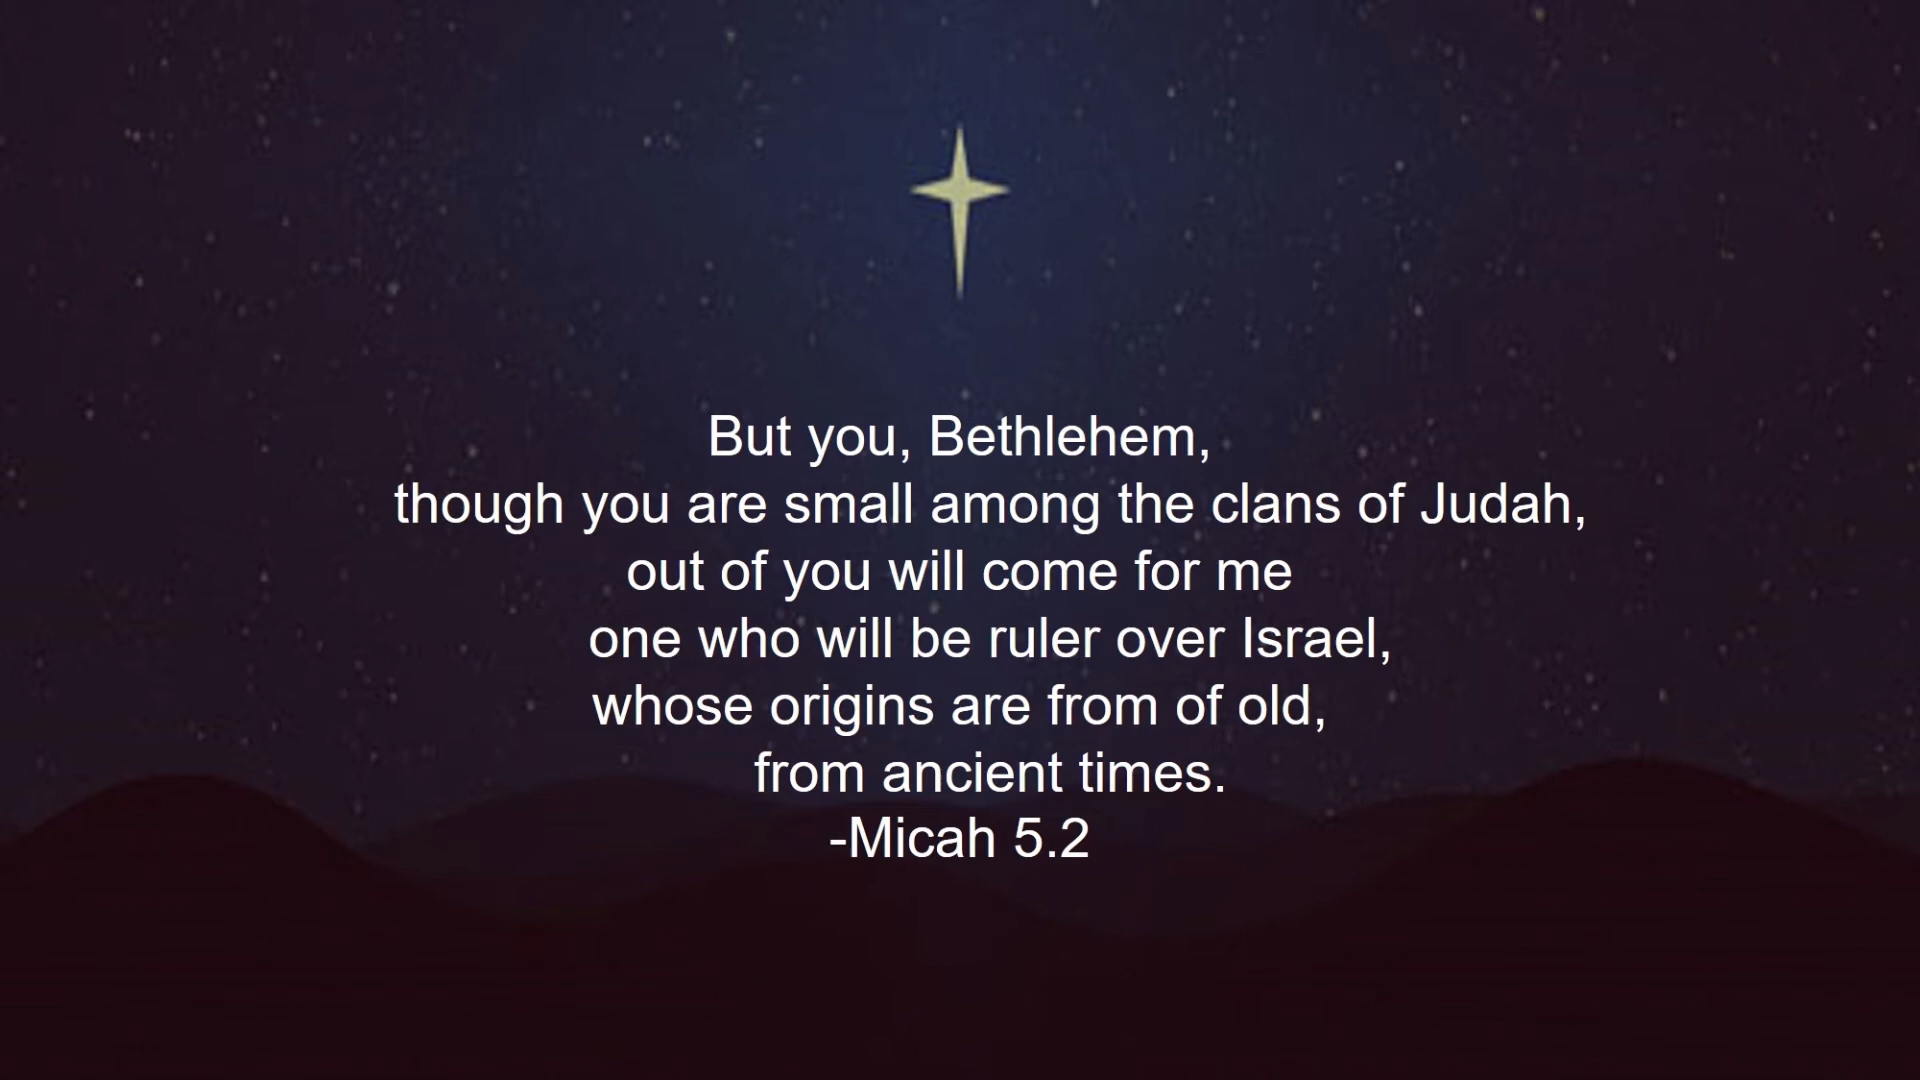 But you, Bethlehem,
though you are small among the clans of Judah,
out of you will come for me
one who will be ruler over Israel,
whose origins are from of old,
from ancient times.
-Micah 5.2